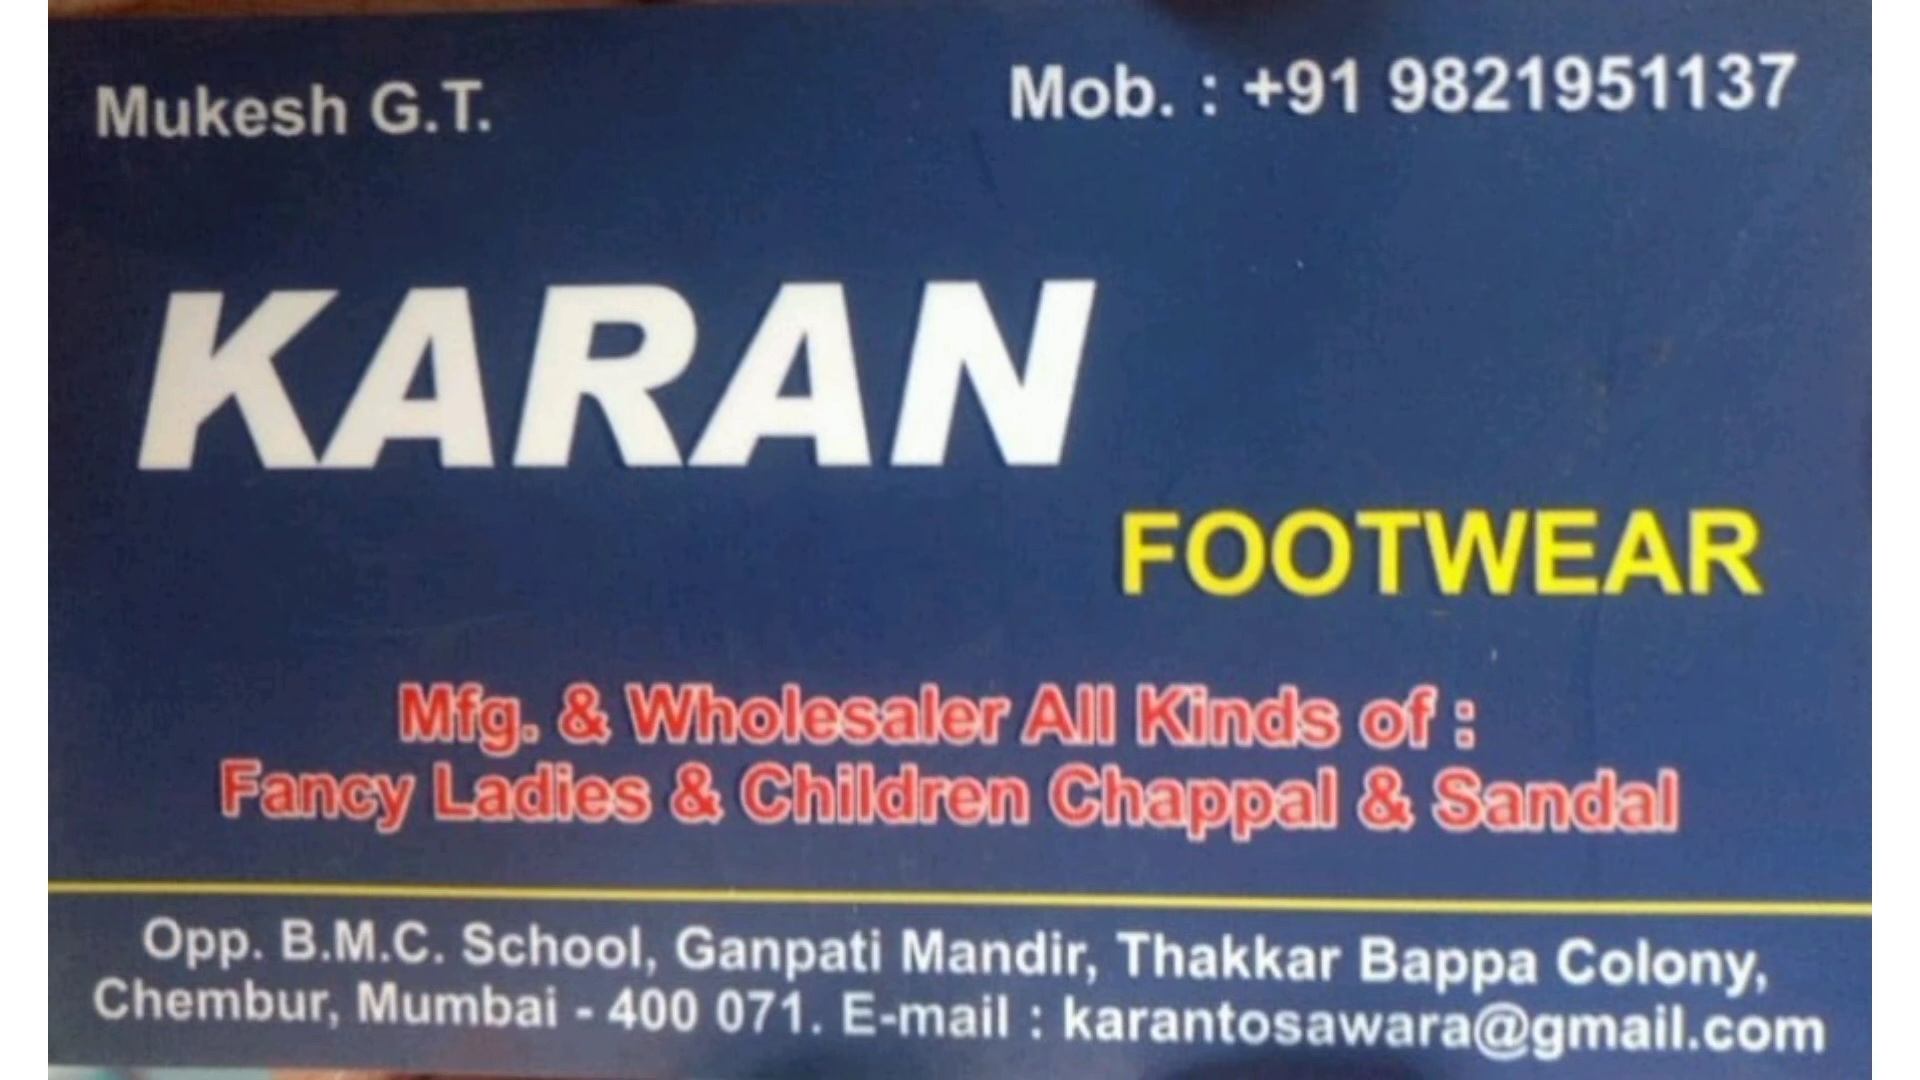 Mukesh G.T.
Mob. : +91 9821951137
KARAN
FOOTWEAR
Mfg. & Wholesaler All Kinds of :
Fancy Ladies & Children Chappal & Sandal
Opp. B.M.C. School, Ganpati Mandir, Thakkar Bappa Colony,
Chembur, Mumbai - 400 071. E-mail : karantosawara@gmail.com